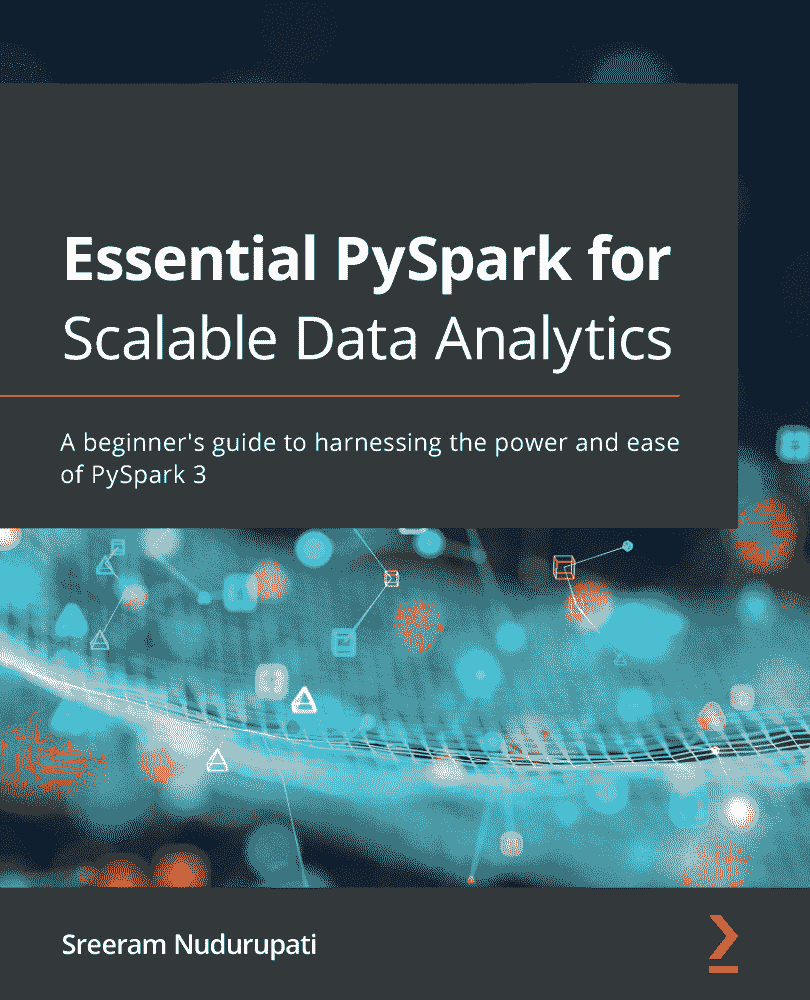 Essential PySpark for
Scalable Data Analytics
A beginner's guide to harnessing the power and ease
of PySpark 3
Sreeram Nudurupati